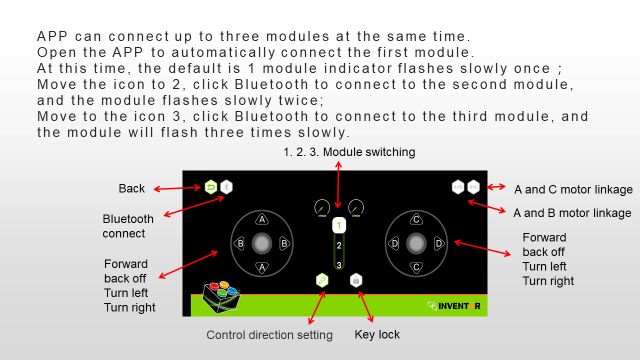 APP can connect up to three modules at the same time.
Open the APP to automatically connect the first module.
At this time, the default is 1 module indicator flashes slowly once ;
Move the icon to 2, click Bluetooth to connect to the second module,
and the module flashes slowly twice;
Move to the icon 3, click Bluetooth to connect to the third module, and
the module will flash three times slowly.
1. 2. 3. Module switching
Back
A and C motor linkage
Bluetooth
connect
A and B motor linkage
A
B B
A
1
2
3
C
D D
C
Forward
back off
Turn left
Turn right
Forward
back off
Turn left
Turn right
INVENTOR
Control direction setting
Key lock